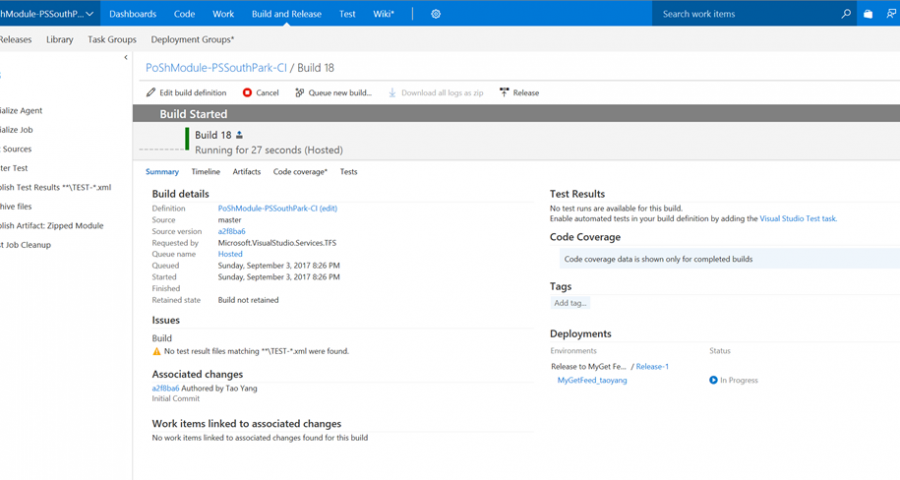 hModule-PSSouthP... Dashboards Code Work Build and Release Test Wiki* Search work items
Releases Library Task Groups Deployment Groups*
PoShModule-PSSouthPark-CI / Build 18
Edit build definition Cancel Queue new build... Download all logs as zip Release
Build Started
Build 18
Running for 27 seconds (Hosted)
ialize Agent
ialize Job
t Sources
ter Test
blish Test Results **\TEST-*.xml
hive files
blish Artifact: Zipped Module
st Job Cleanup
Summary Timeline Artifacts Code coverage* Tests
Build details
Definition PoShModule-PSSouthPark-CI (edit)
Source master
Source version a2f8ba6
Requested by Microsoft.VisualStudio.Services.TFS
Queue name Hosted
Queued Sunday, September 3, 2017 8:26 PM
Started Sunday, September 3, 2017 8:26 PM
Finished
Retained state Build not retained
Issues
Build
No test result files matching **\TEST-*.xml were found.
Associated changes
a2f8ba6 Authored by Tao Yang
Initial Commit
Work items linked to associated changes
No work items linked to associated changes found for this build
Test Results
No test runs are available for this build.
Enable automated tests in your build definition by adding the Visual Studio Test task.
Code Coverage
Code coverage data is shown only for completed builds
Tags
Add tag...
Deployments
Environments Status
Release to MyGet Fe... / Release-1
MyGetFeed_taoyang In Progress